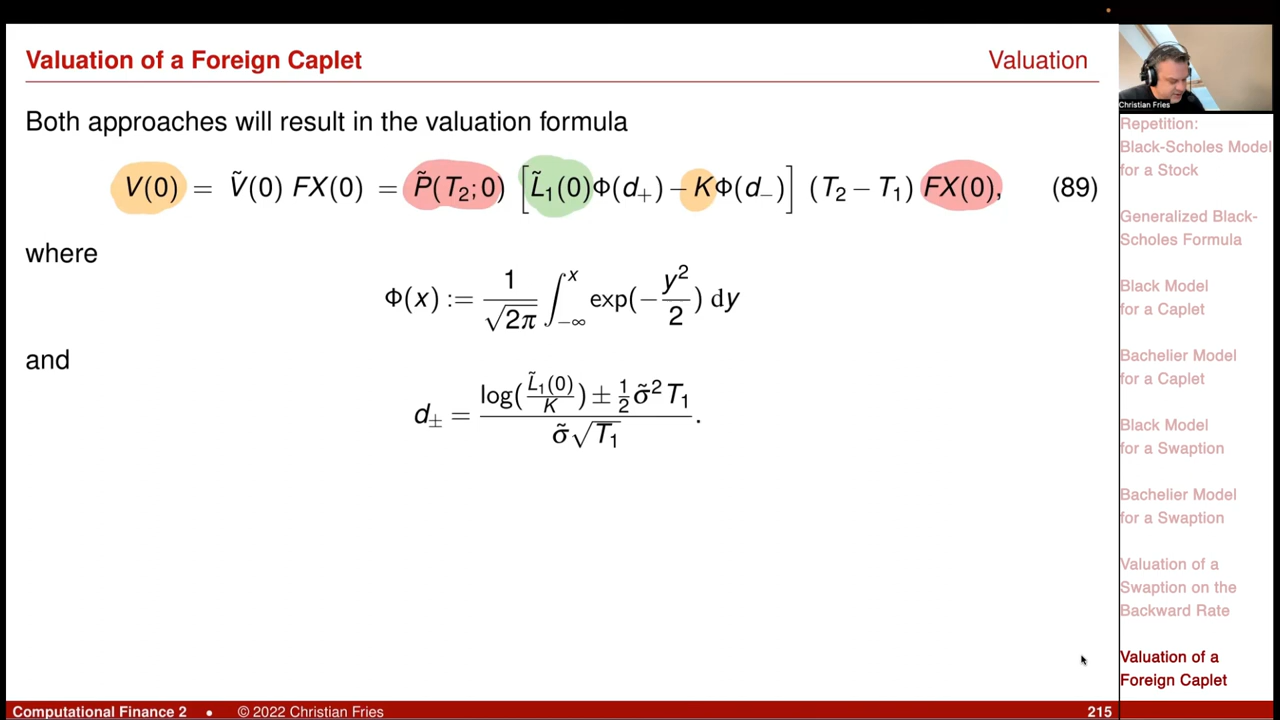 Valuation of a Foreign Caplet
Valuation
Both approaches will result in the valuation formula
V(0) = Ṽ(0) FX(0) = P̃(T₂;0) [L̃₁(0)Φ(d₊) − KΦ(d₋)] (T₂ − T₁) FX(0), (89)
where
Φ(x) := 1/√2π ∫_{−∞}^{x} exp(−y²/2) dy
and
d± = (log(L̃₁(0)/K) ± ½σ̃²T₁) / (σ̃√T₁).
Christian Fries
Repetition:
Black-Scholes Model
for a Stock
Generalized Black-
Scholes Formula
Black Model
for a Caplet
Bachelier Model
for a Caplet
Black Model
for a Swaption
Bachelier Model
for a Swaption
Valuation of a
Swaption on the
Backward Rate
Valuation of a
Foreign Caplet
Computational Finance 2 • © 2022 Christian Fries
215